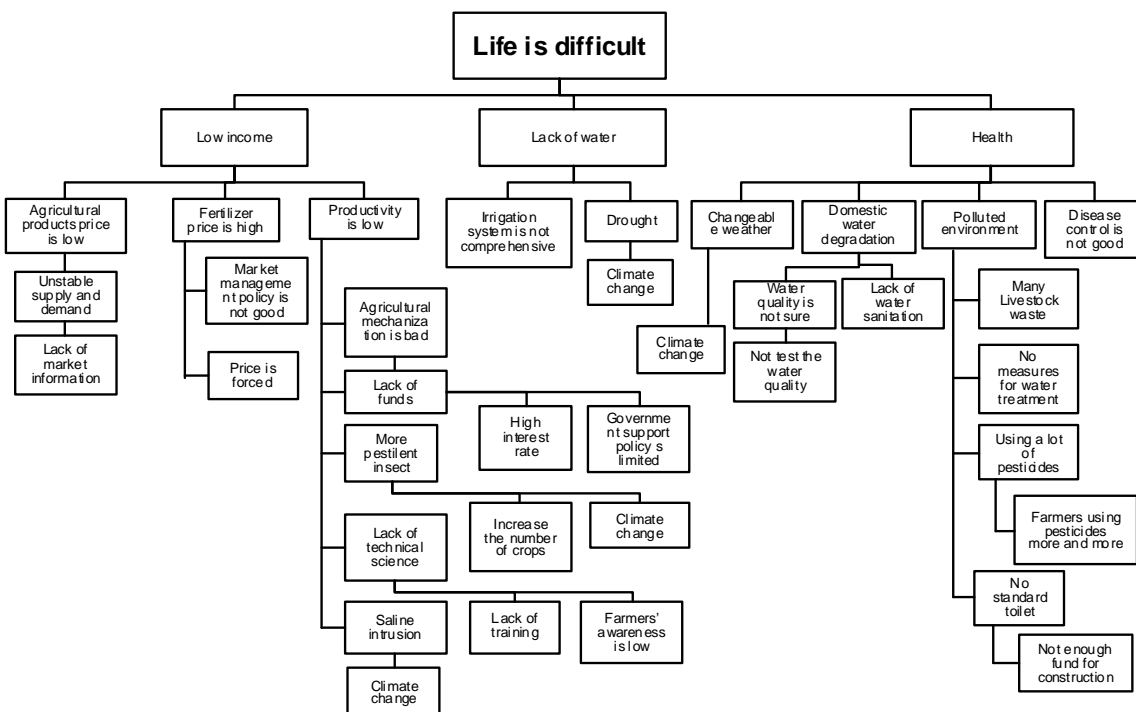 Life is difficult
Low income
Lack of water
Health
Agricultural
products price
is low
Fertilizer
price is high
Productivity
is low
Irrigation
system is not
comprehensive
Drought
Changeabl
e weather
Domestic
water
degradation
Polluted
environment
Disease
control is
not good
Unstable
supply and
demand
Lack of
market
information
Market
manageme
nt policy is
not good
Price is
forced
Agricultural
mechaniza
tion is bad
Lack of
funds
High
interest
rate
Governme
nt support
policy s
limited
More
pestilent
insect
Increase
the number
of crops
Climate
change
Lack of
technical
science
Lack of
training
Farmers'
awareness
is low
Saline
intrusion
Climate
change
Climate
change
Climate
change
Water
quality is
not sure
Not test the
water
quality
Lack of
water
sanitation
Many
Livestock
waste
No
measures
for water
treatment
Using a lot
of
pesticides
Farmers using
pesticides
more and more
No
standard
toilet
Not enough
fund for
construction